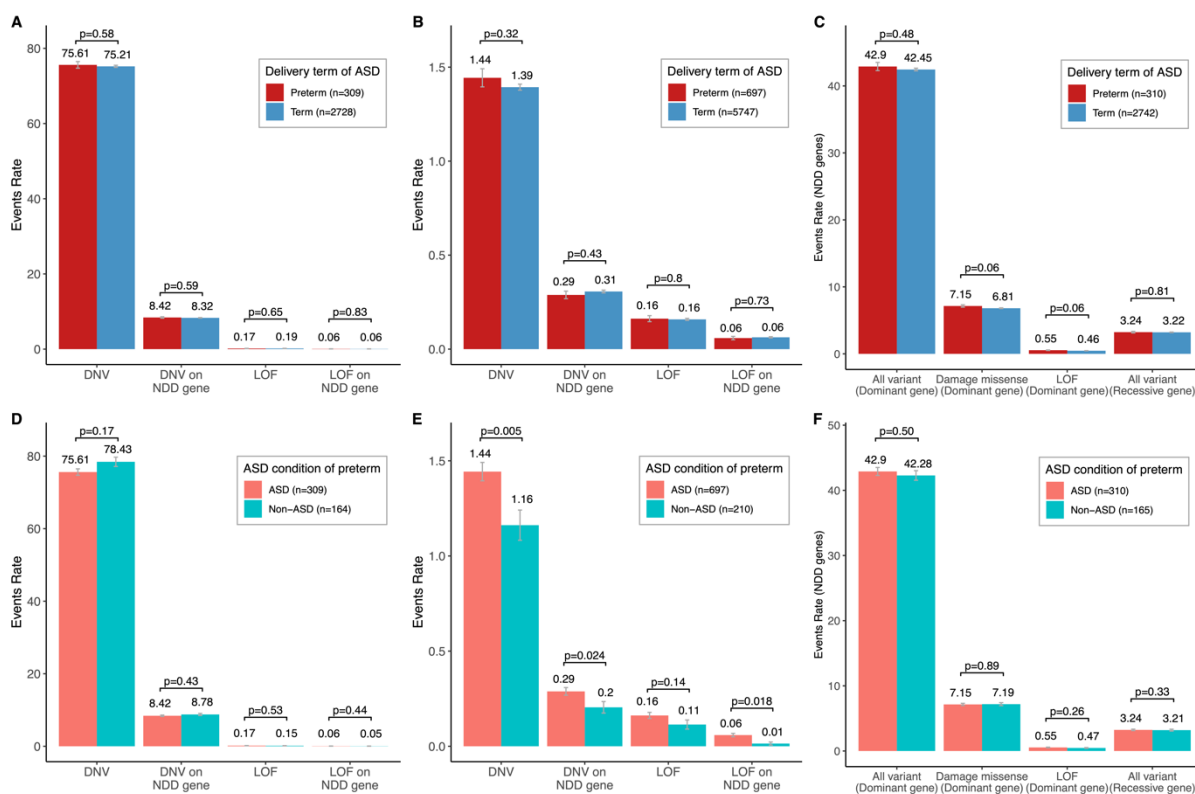 A
Events Rate
80
60
40
20
0
p=0.58
75.61 75.21
p=0.59
8.42 8.32
p=0.65
0.17 0.19
p=0.83
0.06 0.06
Delivery term of ASD
Preterm (n=309)
Term (n=2728)
DNV
DNV on
NDD gene
LOF
LOF on
NDD gene
B
Events Rate
1.5
1.0
0.5
0.0
p=0.32
1.44 1.39
p=0.43
0.29 0.31
p=0.8
0.16 0.16
p=0.73
0.06 0.06
Delivery term of ASD
Preterm (n=697)
Term (n=5747)
DNV
DNV on
NDD gene
LOF
LOF on
NDD gene
C
Events Rate (NDD genes)
40
30
20
10
0
p=0.48
42.9 42.45
p=0.06
7.15 6.81
p=0.06
0.55 0.46
p=0.81
3.24 3.22
Delivery term of ASD
Preterm (n=310)
Term (n=2742)
All variant
(Dominant gene)
Damage missense
(Dominant gene)
LOF
(Dominant gene)
All variant
(Recessive gene)
D
Events Rate
80
60
40
20
0
p=0.17
75.61 78.43
p=0.43
8.42 8.78
p=0.53
0.17 0.15
p=0.44
0.06 0.05
ASD condition of preterm
ASD (n=309)
Non−ASD (n=164)
DNV
DNV on
NDD gene
LOF
LOF on
NDD gene
E
Events Rate
1.5
1.0
0.5
0.0
p=0.005
1.44 1.16
p=0.024
0.29 0.2
p=0.14
0.16 0.11
p=0.018
0.06 0.01
ASD condition of preterm
ASD (n=697)
Non−ASD (n=210)
DNV
DNV on
NDD gene
LOF
LOF on
NDD gene
F
Events Rate (NDD genes)
50
40
30
20
10
0
p=0.50
42.9 42.28
p=0.89
7.15 7.19
p=0.26
0.55 0.47
p=0.33
3.24 3.21
ASD condition of preterm
ASD (n=310)
Non−ASD (n=165)
All variant
(Dominant gene)
Damage missense
(Dominant gene)
LOF
(Dominant gene)
All variant
(Recessive gene)